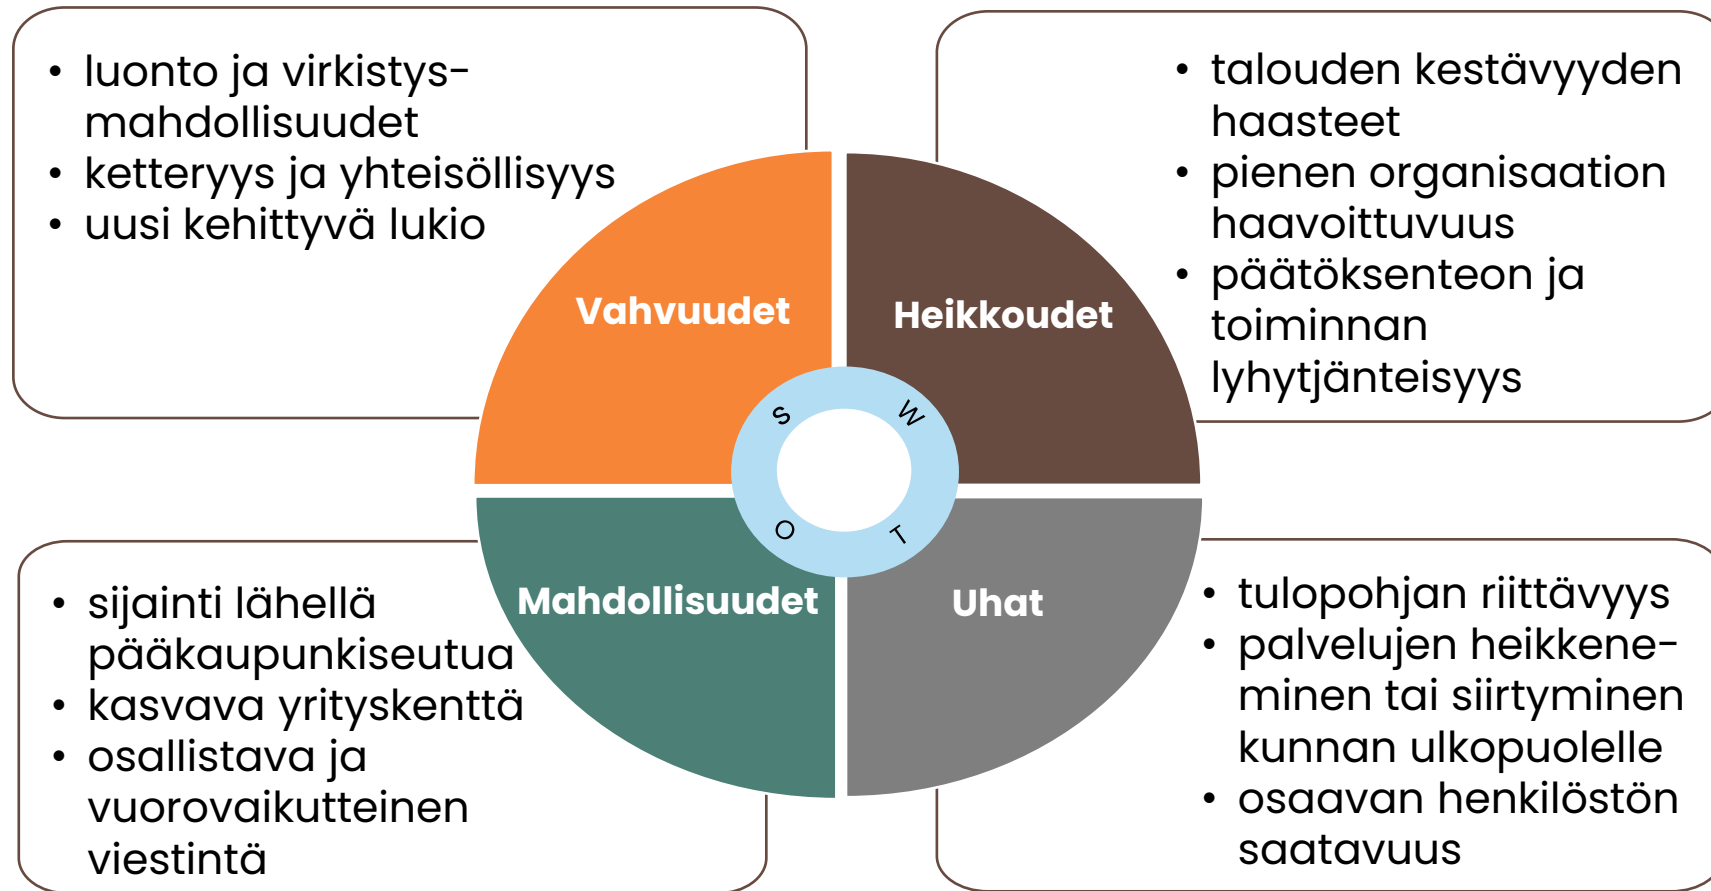 • luonto ja virkistys-
mahdollisuudet
• ketteryys ja yhteisöllisyys
• uusi kehittyvä lukio
• talouden kestävyyden
haasteet
• pienen organisaation
haavoittuvuus
• päätöksenteon ja
toiminnan
lyhytjänteisyys
Vahvuudet
Heikkoudet
S
W
O
T
Mahdollisuudet
Uhat
• sijainti lähellä
pääkaupunkiseutua
• kasvava yrityskenttä
• osallistava ja
vuorovaikutteinen
viestintä
• tulopohjan riittävyys
• palvelujen heikkene-
minen tai siirtyminen
kunnan ulkopuolelle
• osaavan henkilöstön
saatavuus